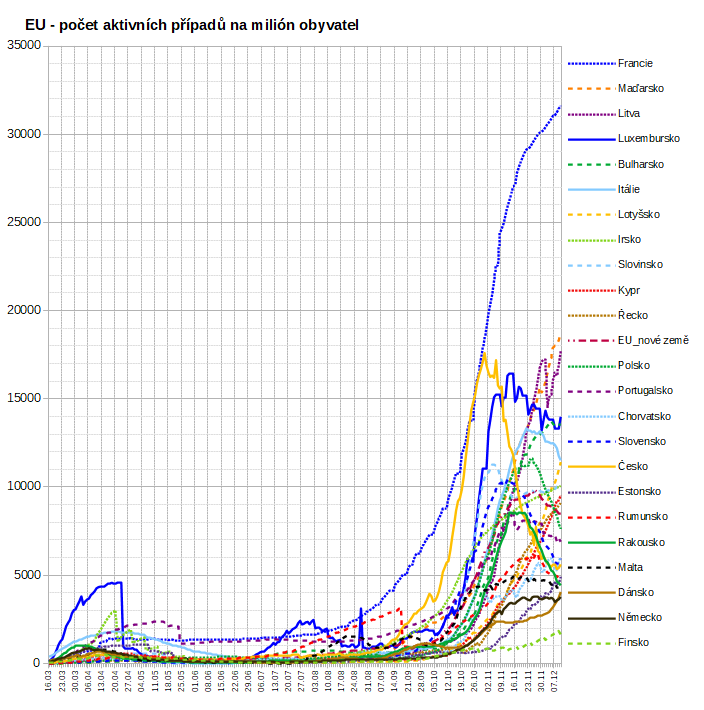 EU - počet aktivních případů na milión obyvatel
35000
30000
25000
20000
15000
10000
5000
0
16.03
23.03
30.03
06.04
13.04
20.04
27.04
04.05
11.05
18.05
25.05
01.06
08.06
15.06
22.06
29.06
06.07
13.07
20.07
27.07
03.08
10.08
17.08
24.08
31.08
07.09
14.09
21.09
28.09
05.10
12.10
19.10
26.10
02.11
09.11
16.11
23.11
30.11
07.12
Francie
Maďarsko
Litva
Luxembursko
Bulharsko
Itálie
Lotyšsko
Irsko
Slovinsko
Kypr
Řecko
EU_nové země
Polsko
Portugalsko
Chorvatsko
Slovensko
Česko
Estonsko
Rumunsko
Rakousko
Malta
Dánsko
Německo
Finsko